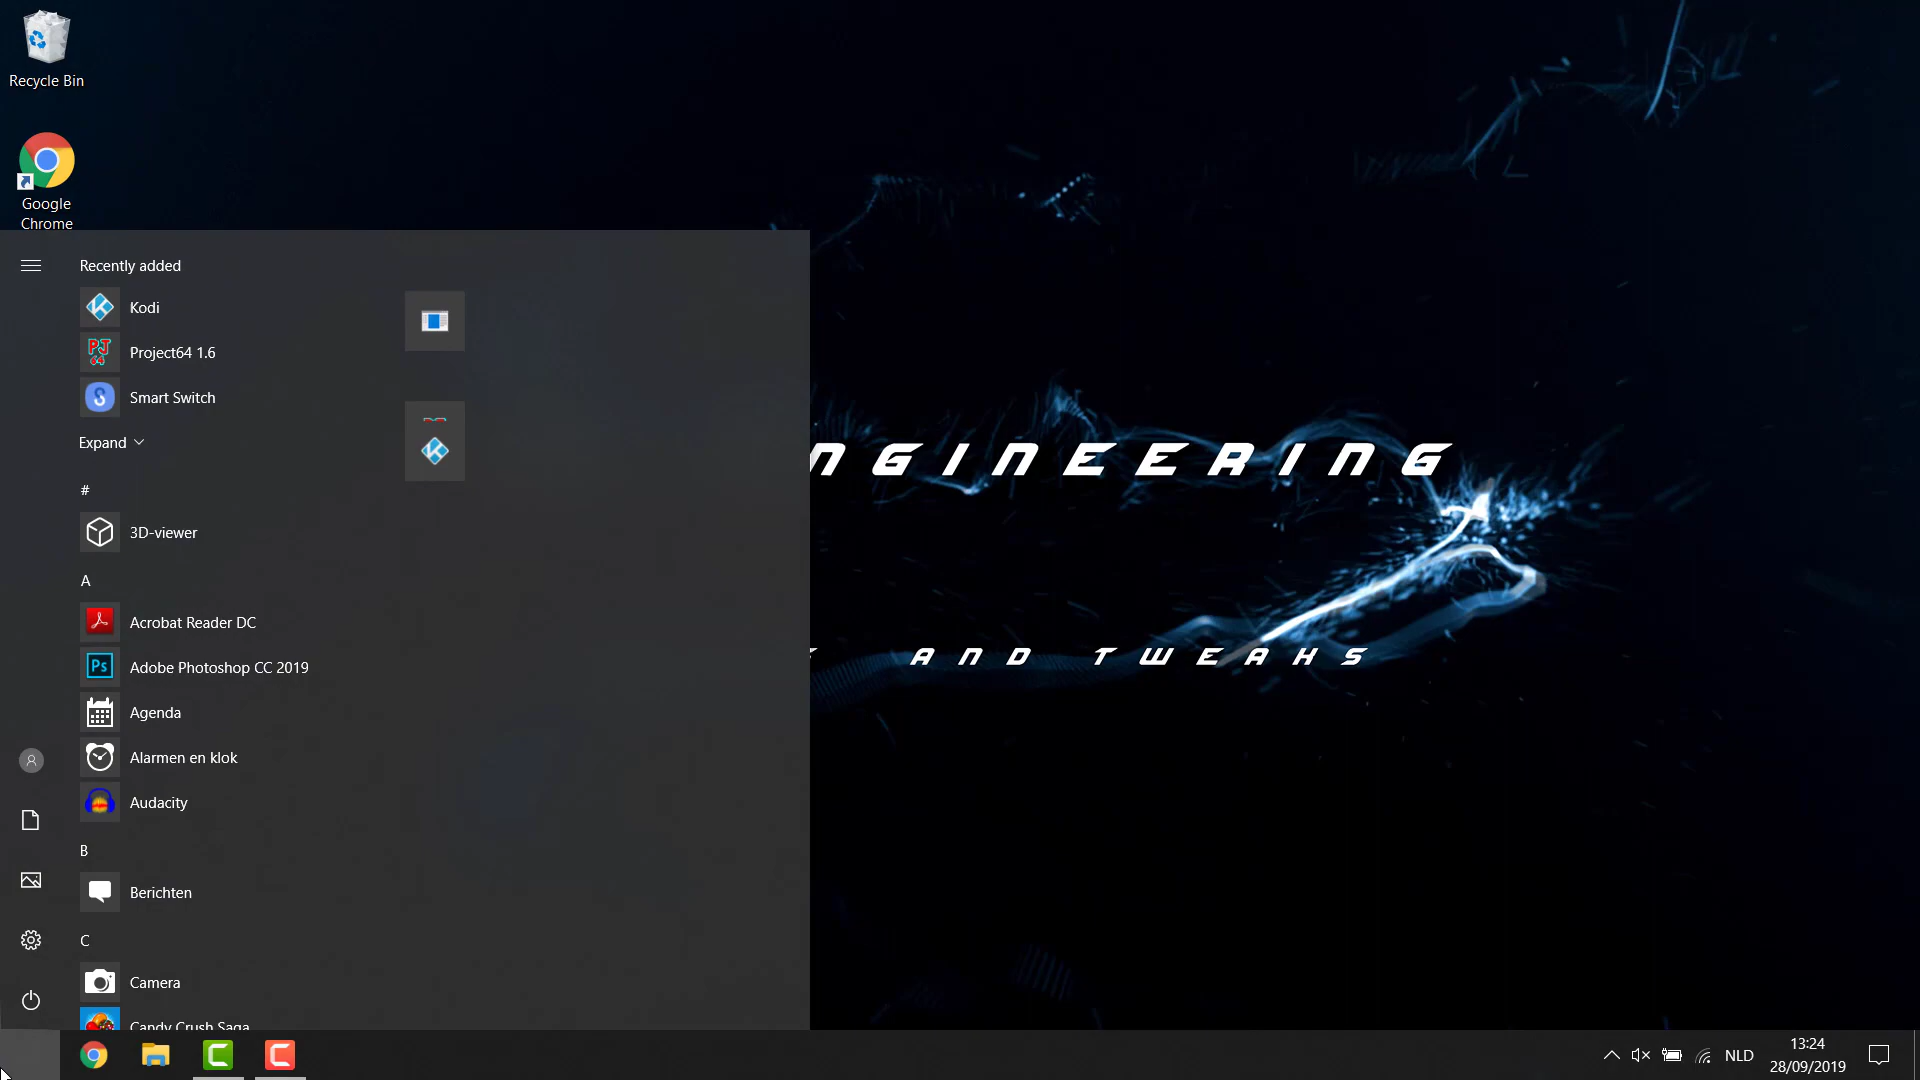 Recycle Bin
Google
Chrome
Recently added
Kodi
Project64 1.6
Smart Switch
Expand
#
3D-viewer
A
Acrobat Reader DC
Adobe Photoshop CC 2019
Agenda
Alarmen en klok
Audacity
B
Berichten
C
Camera
Candy Crush Saga
NGINEERING
AND TWEAKS
NLD
13:24
28/09/2019